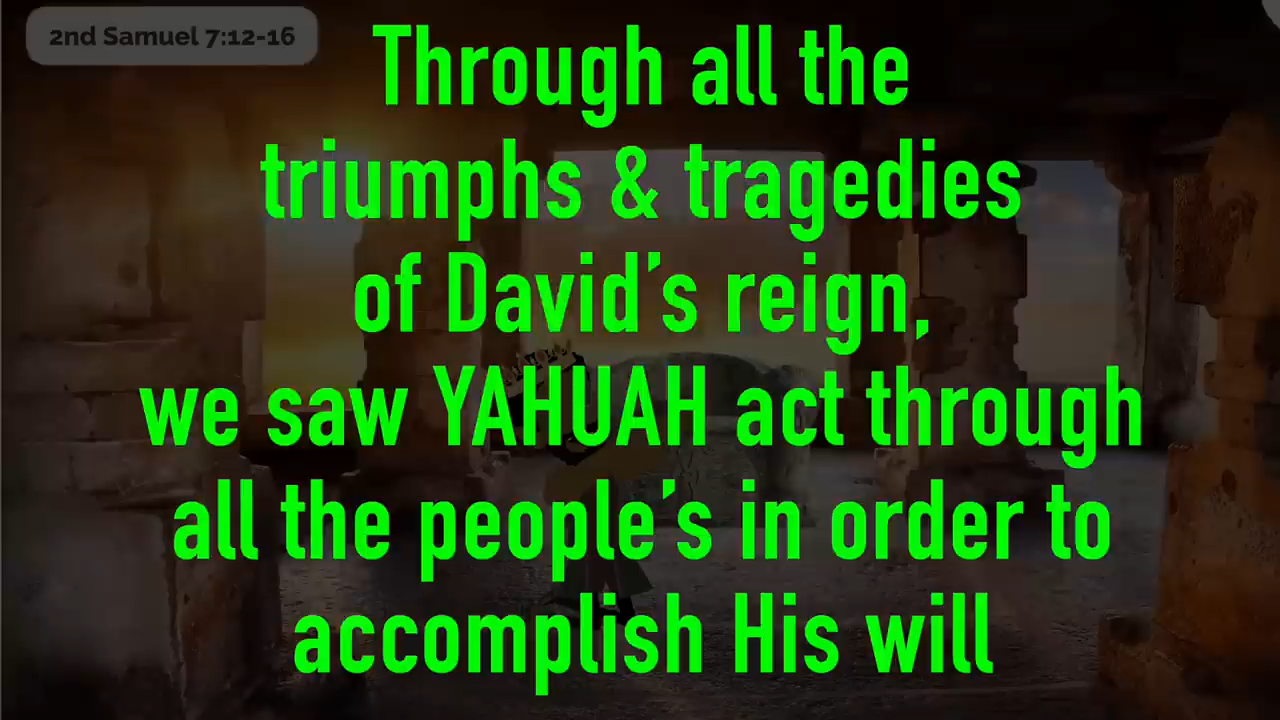 2nd Samuel 7:12-16
Through all the
triumphs & tragedies
of David’s reign,
we saw YAHUAH act through
all the people’s in order to
accomplish His will